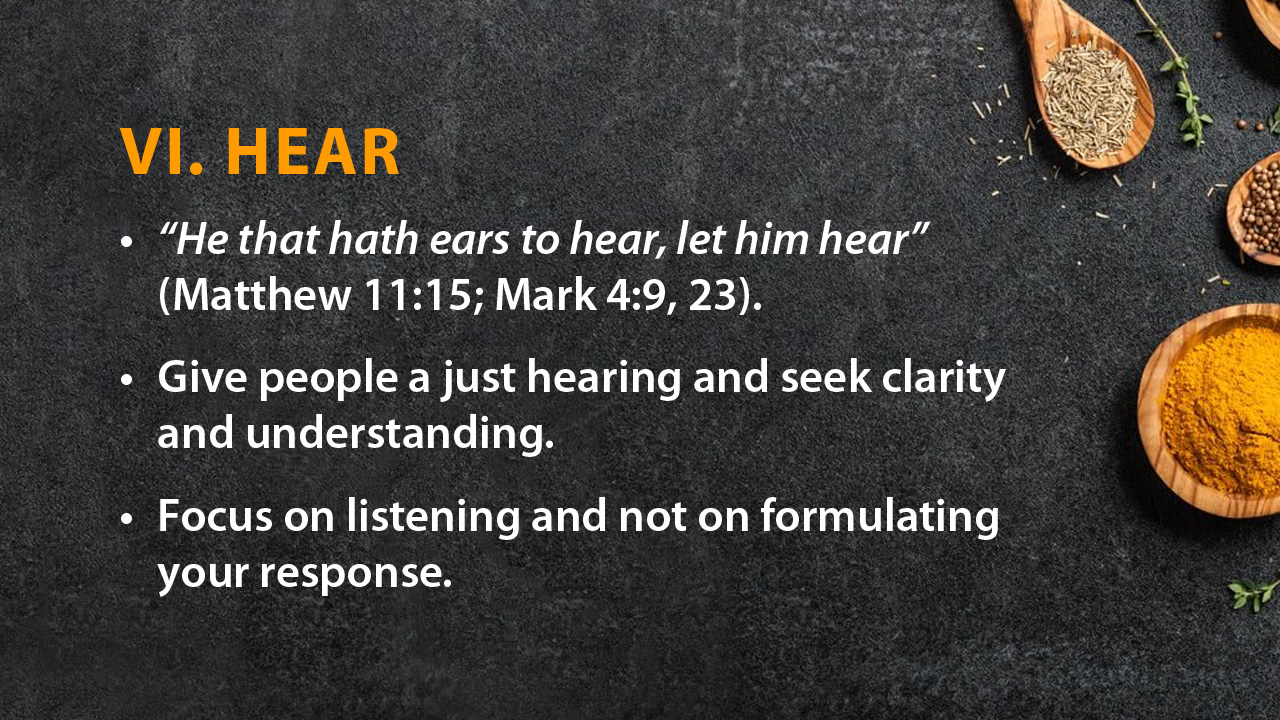 VI. HEAR
• “He that hath ears to hear, let him hear”
(Matthew 11:15; Mark 4:9, 23).
• Give people a just hearing and seek clarity
and understanding.
• Focus on listening and not on formulating
your response.